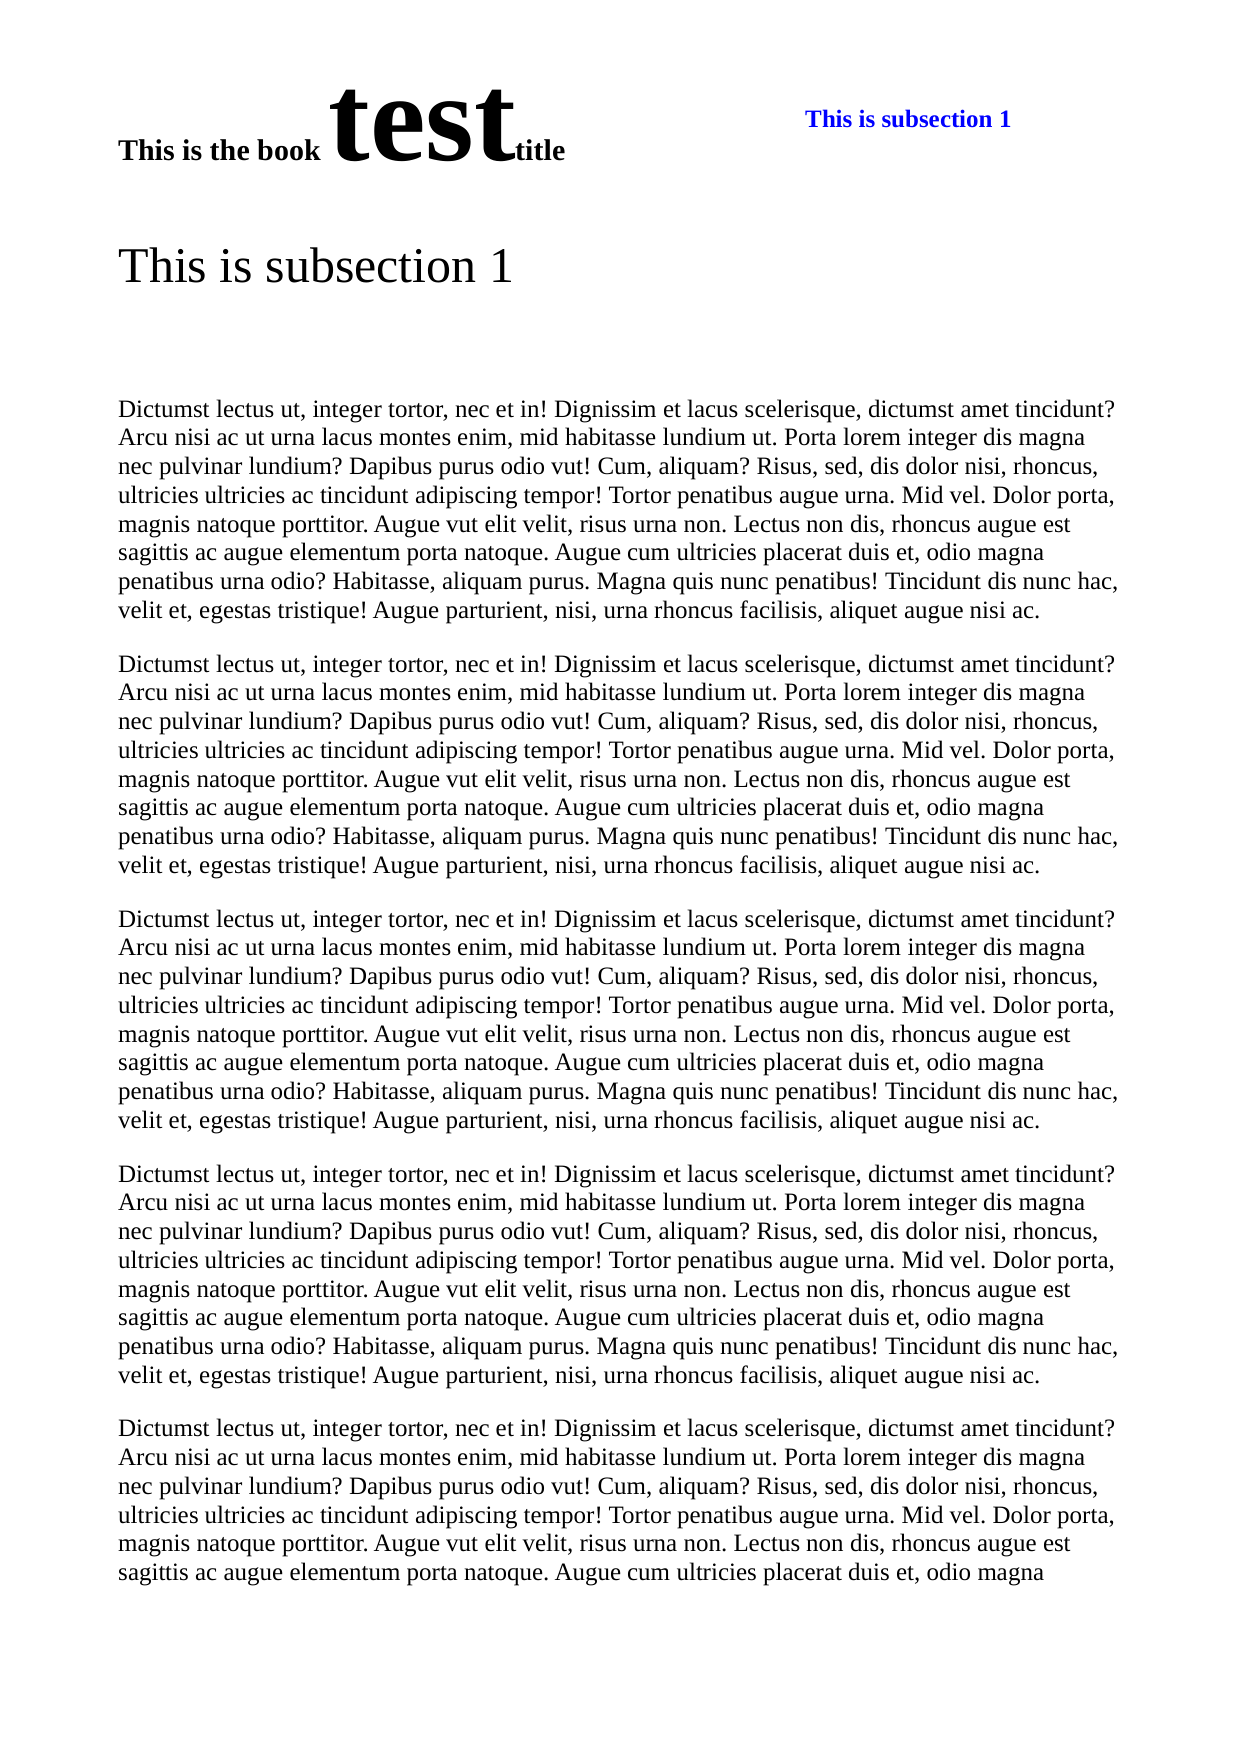 This is the book testtitle
This is subsection 1
This is subsection 1
Dictumst lectus ut, integer tortor, nec et in! Dignissim et lacus scelerisque, dictumst amet tincidunt?
Arcu nisi ac ut urna lacus montes enim, mid habitasse lundium ut. Porta lorem integer dis magna
nec pulvinar lundium? Dapibus purus odio vut! Cum, aliquam? Risus, sed, dis dolor nisi, rhoncus,
ultricies ultricies ac tincidunt adipiscing tempor! Tortor penatibus augue urna. Mid vel. Dolor porta,
magnis natoque porttitor. Augue vut elit velit, risus urna non. Lectus non dis, rhoncus augue est
sagittis ac augue elementum porta natoque. Augue cum ultricies placerat duis et, odio magna
penatibus urna odio? Habitasse, aliquam purus. Magna quis nunc penatibus! Tincidunt dis nunc hac,
velit et, egestas tristique! Augue parturient, nisi, urna rhoncus facilisis, aliquet augue nisi ac.
Dictumst lectus ut, integer tortor, nec et in! Dignissim et lacus scelerisque, dictumst amet tincidunt?
Arcu nisi ac ut urna lacus montes enim, mid habitasse lundium ut. Porta lorem integer dis magna
nec pulvinar lundium? Dapibus purus odio vut! Cum, aliquam? Risus, sed, dis dolor nisi, rhoncus,
ultricies ultricies ac tincidunt adipiscing tempor! Tortor penatibus augue urna. Mid vel. Dolor porta,
magnis natoque porttitor. Augue vut elit velit, risus urna non. Lectus non dis, rhoncus augue est
sagittis ac augue elementum porta natoque. Augue cum ultricies placerat duis et, odio magna
penatibus urna odio? Habitasse, aliquam purus. Magna quis nunc penatibus! Tincidunt dis nunc hac,
velit et, egestas tristique! Augue parturient, nisi, urna rhoncus facilisis, aliquet augue nisi ac.
Dictumst lectus ut, integer tortor, nec et in! Dignissim et lacus scelerisque, dictumst amet tincidunt?
Arcu nisi ac ut urna lacus montes enim, mid habitasse lundium ut. Porta lorem integer dis magna
nec pulvinar lundium? Dapibus purus odio vut! Cum, aliquam? Risus, sed, dis dolor nisi, rhoncus,
ultricies ultricies ac tincidunt adipiscing tempor! Tortor penatibus augue urna. Mid vel. Dolor porta,
magnis natoque porttitor. Augue vut elit velit, risus urna non. Lectus non dis, rhoncus augue est
sagittis ac augue elementum porta natoque. Augue cum ultricies placerat duis et, odio magna
penatibus urna odio? Habitasse, aliquam purus. Magna quis nunc penatibus! Tincidunt dis nunc hac,
velit et, egestas tristique! Augue parturient, nisi, urna rhoncus facilisis, aliquet augue nisi ac.
Dictumst lectus ut, integer tortor, nec et in! Dignissim et lacus scelerisque, dictumst amet tincidunt?
Arcu nisi ac ut urna lacus montes enim, mid habitasse lundium ut. Porta lorem integer dis magna
nec pulvinar lundium? Dapibus purus odio vut! Cum, aliquam? Risus, sed, dis dolor nisi, rhoncus,
ultricies ultricies ac tincidunt adipiscing tempor! Tortor penatibus augue urna. Mid vel. Dolor porta,
magnis natoque porttitor. Augue vut elit velit, risus urna non. Lectus non dis, rhoncus augue est
sagittis ac augue elementum porta natoque. Augue cum ultricies placerat duis et, odio magna
penatibus urna odio? Habitasse, aliquam purus. Magna quis nunc penatibus! Tincidunt dis nunc hac,
velit et, egestas tristique! Augue parturient, nisi, urna rhoncus facilisis, aliquet augue nisi ac.
Dictumst lectus ut, integer tortor, nec et in! Dignissim et lacus scelerisque, dictumst amet tincidunt?
Arcu nisi ac ut urna lacus montes enim, mid habitasse lundium ut. Porta lorem integer dis magna
nec pulvinar lundium? Dapibus purus odio vut! Cum, aliquam? Risus, sed, dis dolor nisi, rhoncus,
ultricies ultricies ac tincidunt adipiscing tempor! Tortor penatibus augue urna. Mid vel. Dolor porta,
magnis natoque porttitor. Augue vut elit velit, risus urna non. Lectus non dis, rhoncus augue est
sagittis ac augue elementum porta natoque. Augue cum ultricies placerat duis et, odio magna